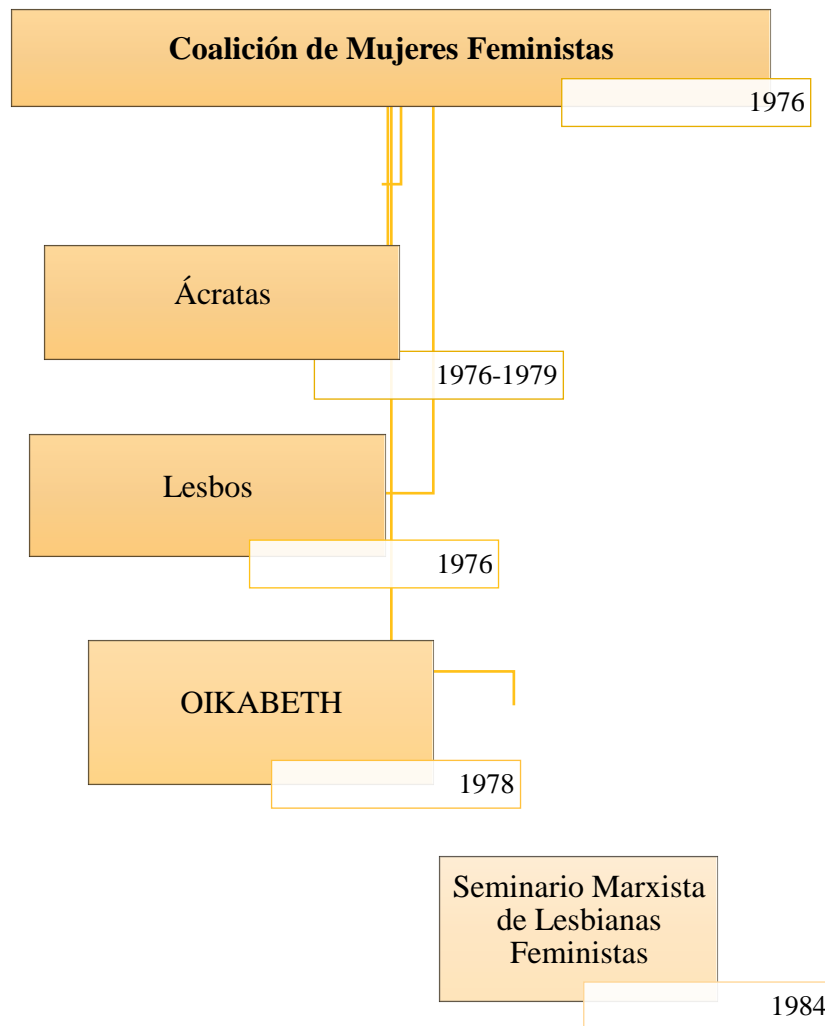 Coalición de Mujeres Feministas
1976
Ácratas
1976-1979
Lesbos
1976
OIKABETH
1978
Seminario Marxista
de Lesbianas
Feministas
1984